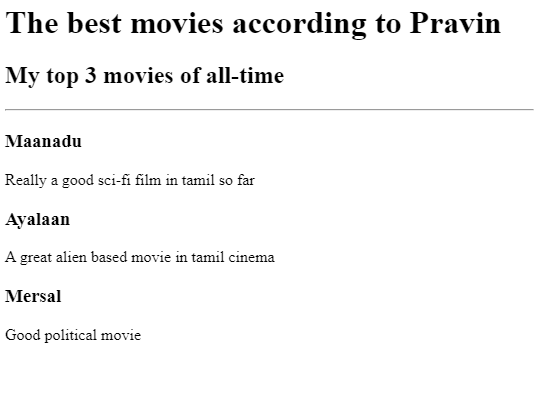 The best movies according to Pravin
My top 3 movies of all-time
Maanadu
Really a good sci-fi film in tamil so far
Ayalaan
A great alien based movie in tamil cinema
Mersal
Good political movie